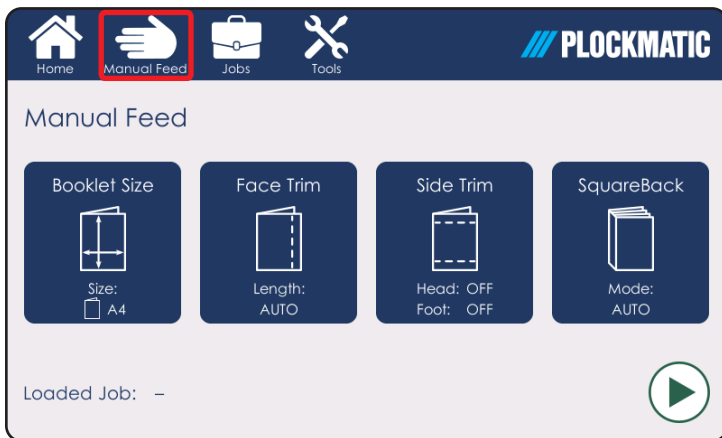 Home
Manual Feed
Jobs
Tools
PLOCKMATIC
Manual Feed
Booklet Size
Size:
A4
Face Trim
Length:
AUTO
Side Trim
Head: OFF
Foot: OFF
SquareBack
Mode:
AUTO
Loaded Job: –